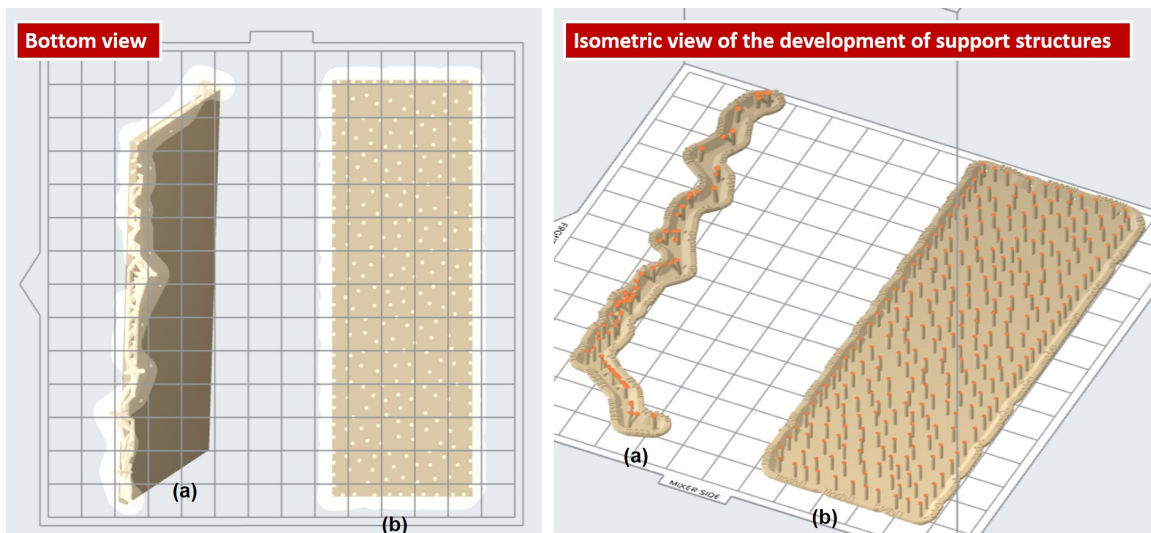 Bottom view
Isometric view of the development of support structures
(a)
(b)
(a)
(b)
MIXER SIDE